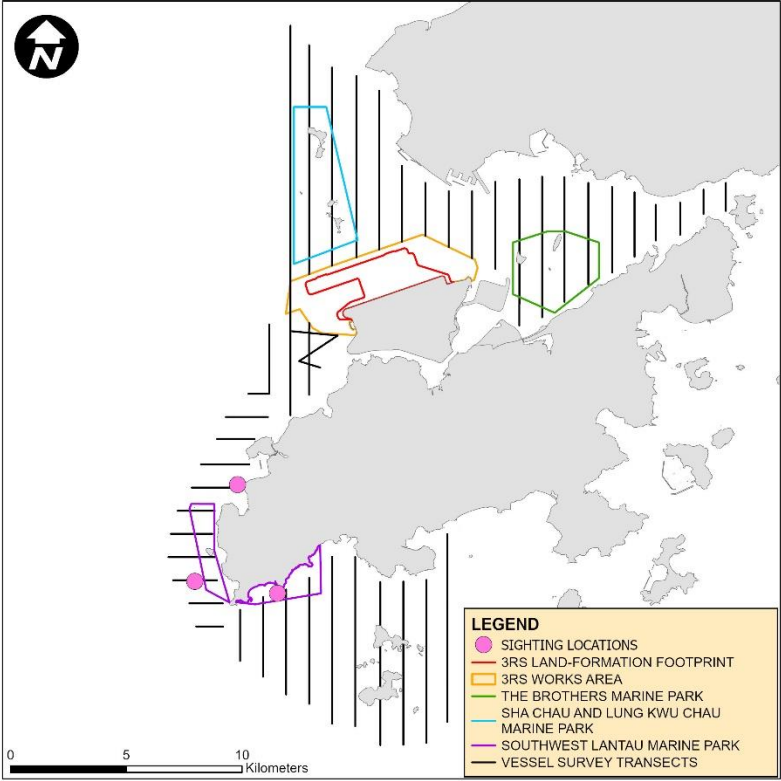 N
LEGEND
SIGHTING LOCATIONS
3RS LAND-FORMATION FOOTPRINT
3RS WORKS AREA
THE BROTHERS MARINE PARK
SHA CHAU AND LUNG KWU CHAU
MARINE PARK
SOUTHWEST LANTAU MARINE PARK
VESSEL SURVEY TRANSECTS
0 5 10
Kilometers